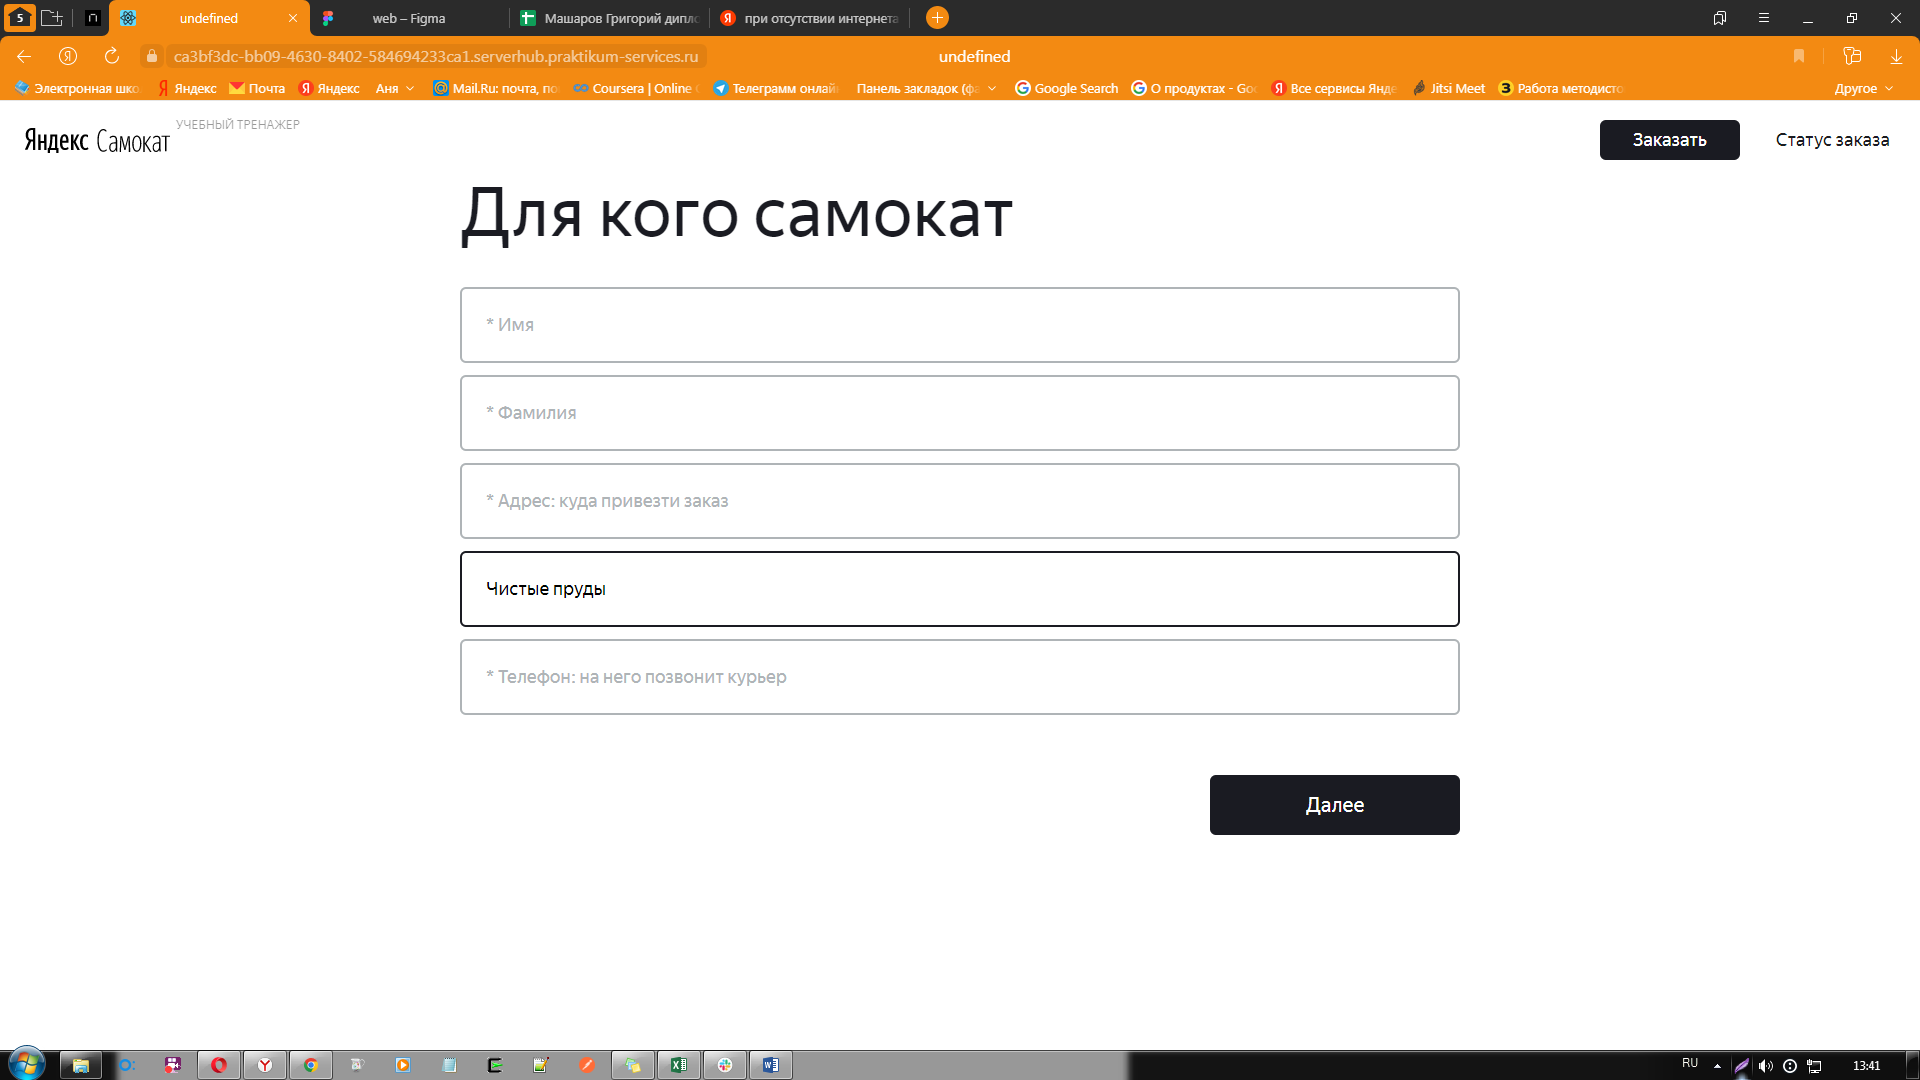 5
undefined
web – Figma
Машаров Григорий дипло
при отсутствии интернета
ca3bf3dc-bb09-4630-8402-584694233ca1.serverhub.praktikum-services.ru
undefined
Электронная шко
Яндекс
Почта
Яндекс
Аня
Mail.Ru: почта, по
Coursera | Online
Телеграмм онлай
Панель закладок (фа
Google Search
О продуктах - Goo
Все сервисы Янде
Jitsi Meet
Работа методисто
Другое
Яндекс Самокат
УЧЕБНЫЙ ТРЕНАЖЕР
Заказать
Статус заказа
Для кого самокат
* Имя
* Фамилия
* Адрес: куда привезти заказ
Чистые пруды
* Телефон: на него позвонит курьер
Далее
RU
13:41